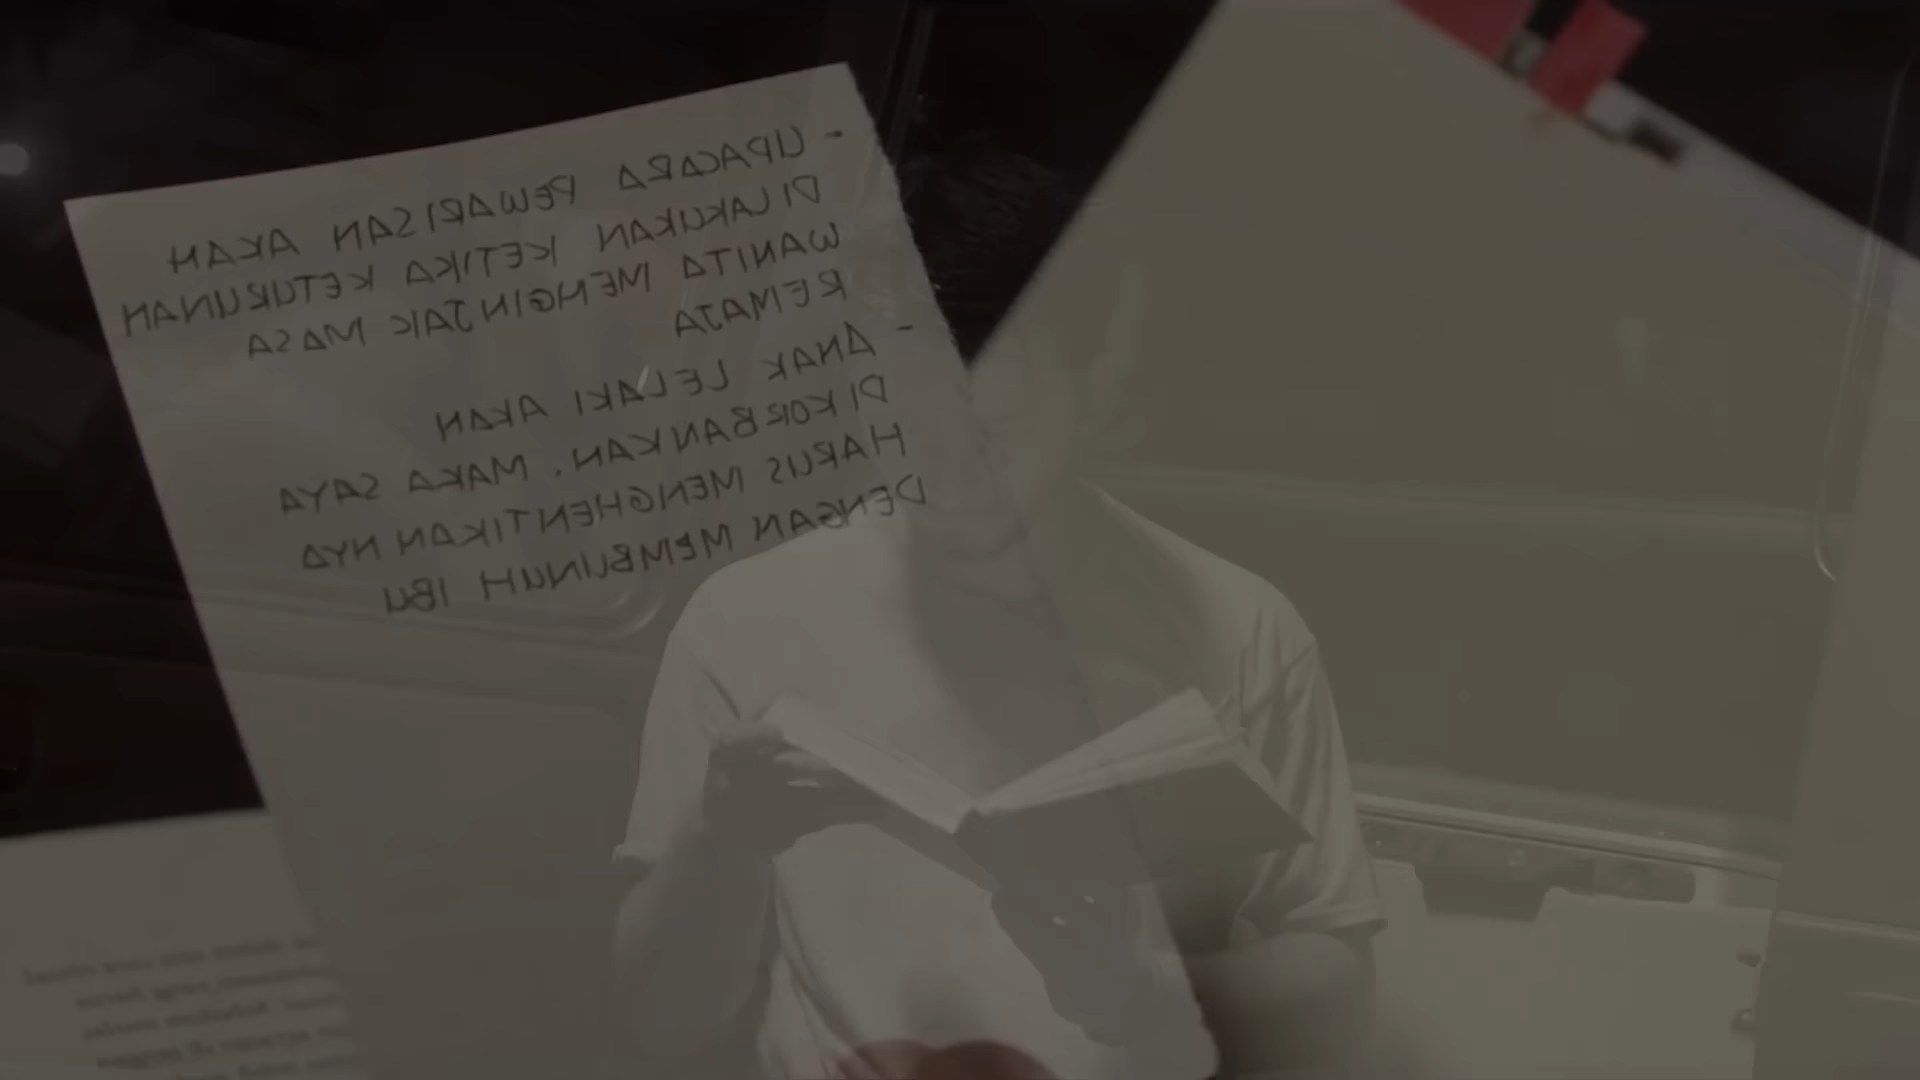 - UPACARA PEWARISAN AKAN
DILAKUKAN KETIKA KETURUNAN
WANITA MENGINJAK MASA
REMAJA
- ANAK LELAKI AKAN
DIKORBANKAN. MAKA SAYA
HARUS MENGHENTIKAN NYA
DENGAN MEMBUNUH IBU